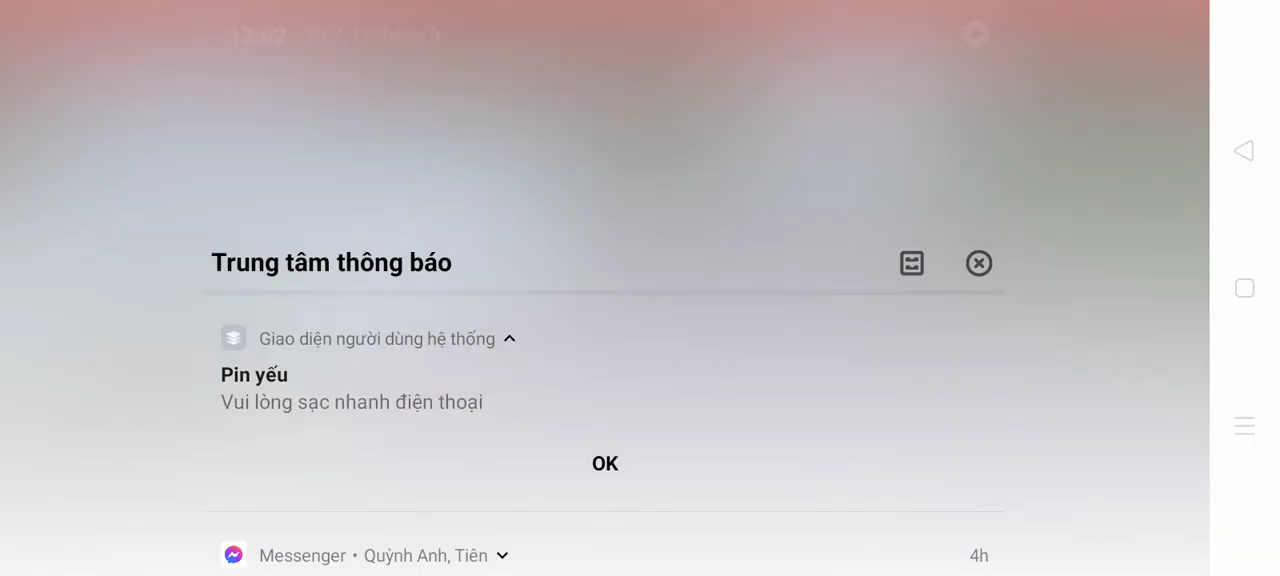 Trung tâm thông báo
Giao diện người dùng hệ thống
Pin yếu
Vui lòng sạc nhanh điện thoại
OK
Messenger • Quỳnh Anh, Tiên 4h